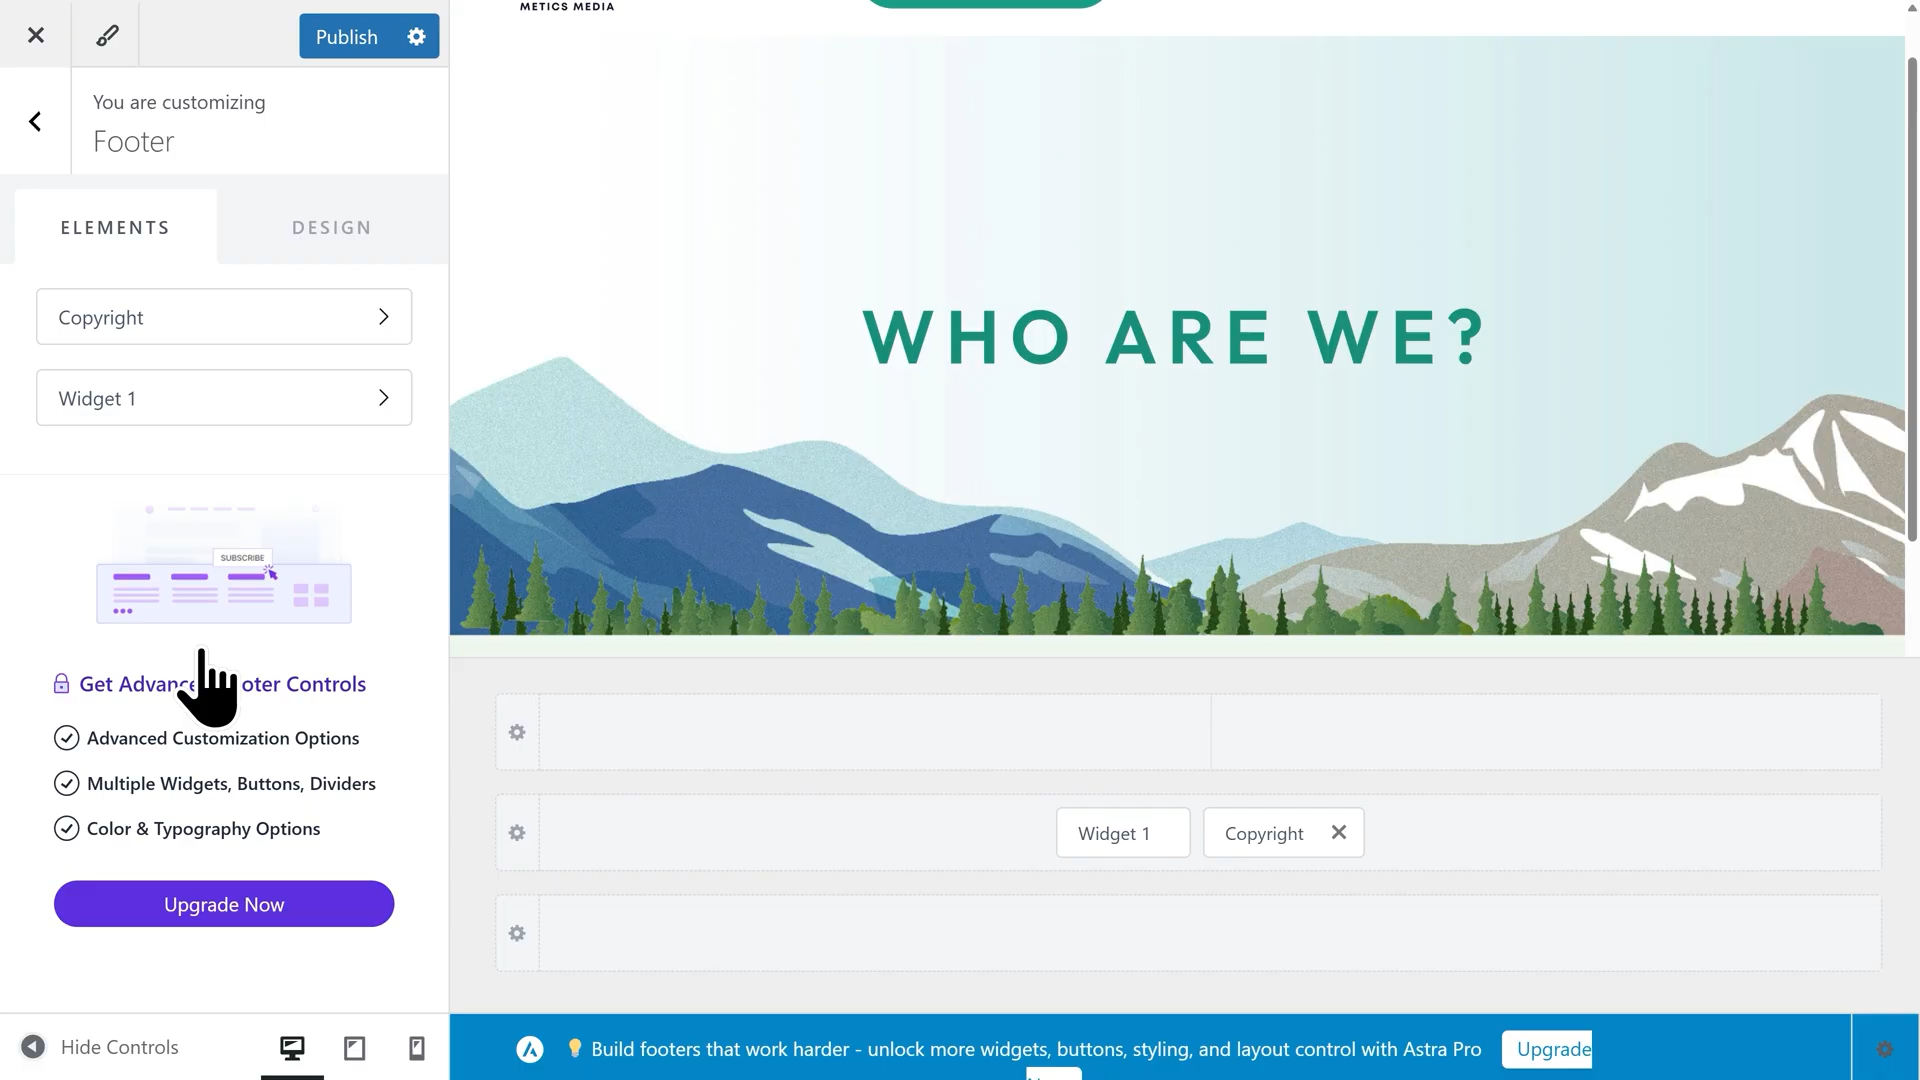 METICS MEDIA
Publish
You are customizing
Footer
ELEMENTS
DESIGN
Copyright
Widget 1
SUBSCRIBE
Get Advance oter Controls
Advanced Customization Options
Multiple Widgets, Buttons, Dividers
Color & Typography Options
Upgrade Now
Hide Controls
WHO ARE WE?
Widget 1
Copyright
Build footers that work harder - unlock more widgets, buttons, styling, and layout control with Astra Pro
Upgrade